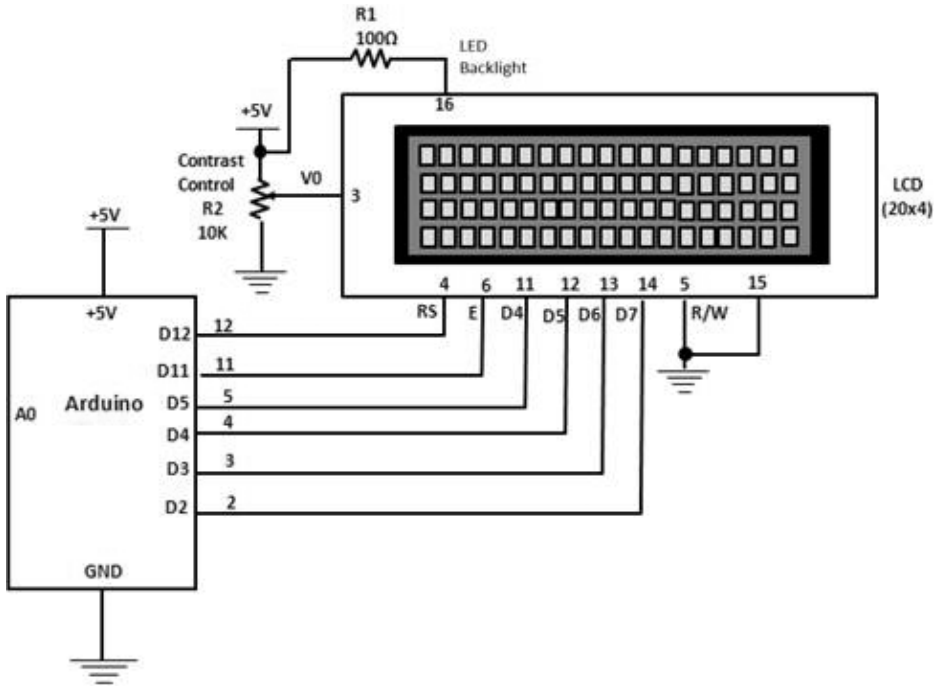 R1
100Ω
LED
Backlight
16
+5V
Contrast
Control
R2
10K
V0
3
LCD
(20x4)
4
6
11
12
13
14
5
15
RS
E
D4
D5
D6
D7
R/W
+5V
+5V
D12
12
D11
11
Arduino
A0
D5
5
D4
4
D3
3
D2
2
GND